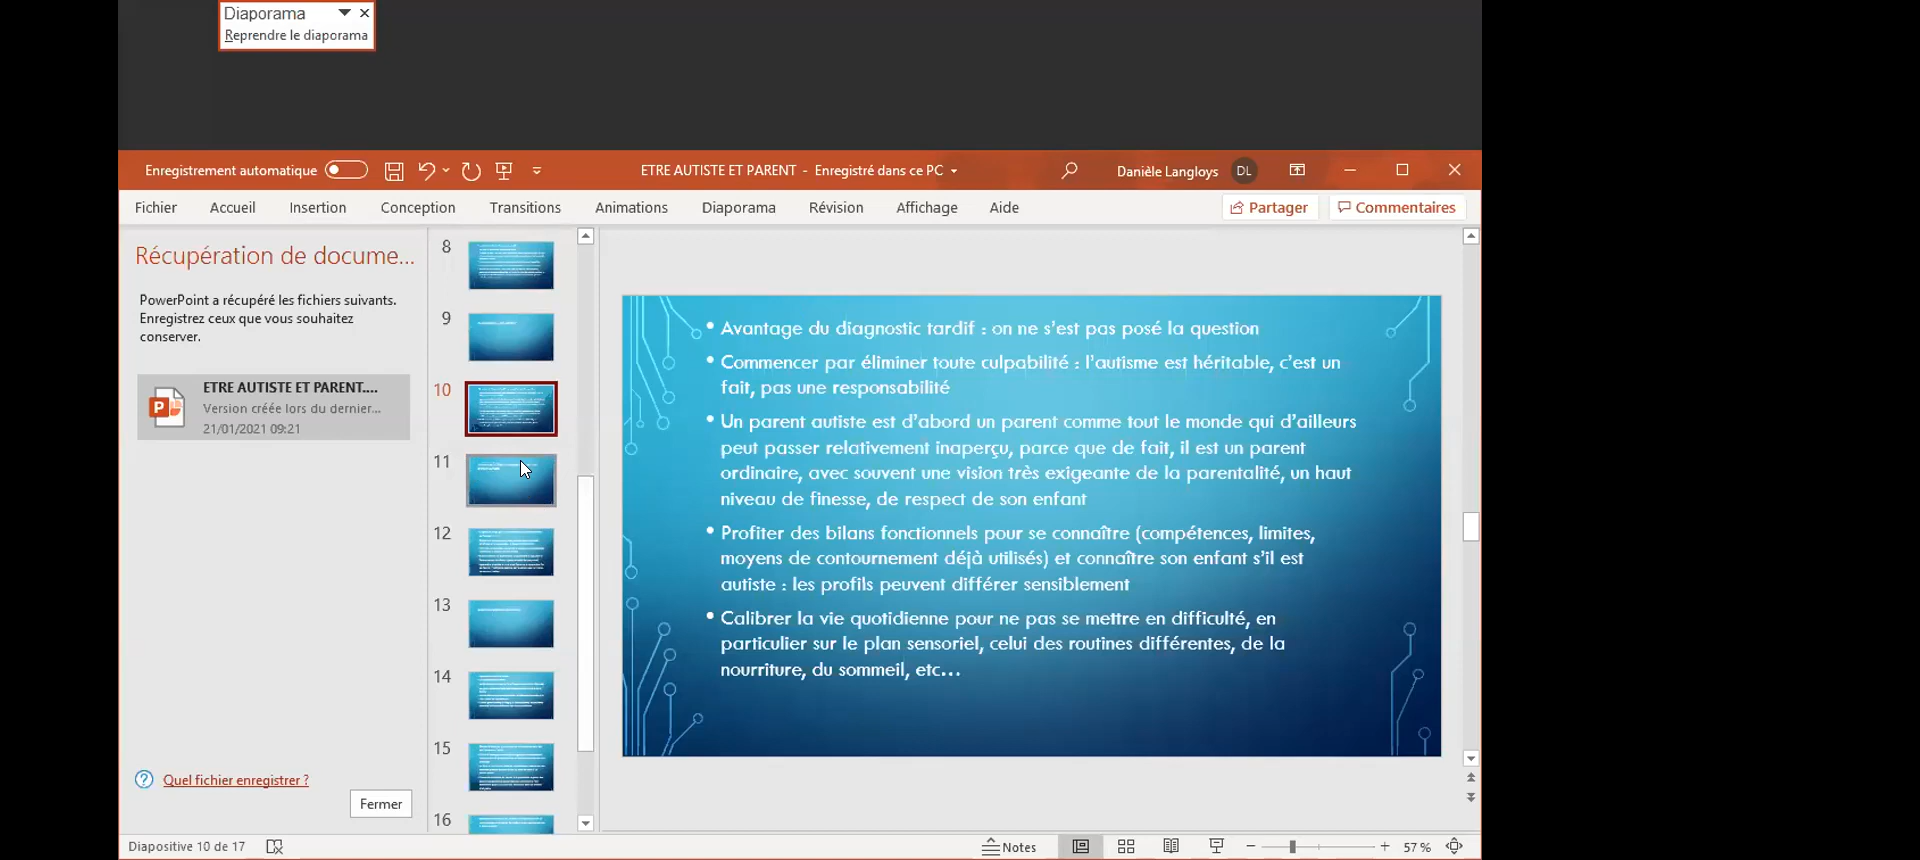 Diaporama
Reprendre le diaporama
Enregistrement automatique
ETRE AUTISTE ET PARENT - Enregistré dans ce PC
Danièle Langloys DL
Fichier Accueil Insertion Conception Transitions Animations Diaporama Révision Affichage Aide Partager Commentaires
Récupération de docume...
PowerPoint a récupéré les fichiers suivants.
Enregistrez ceux que vous souhaitez
conserver.
ETRE AUTISTE ET PARENT....
Version créée lors du dernier...
21/01/2021 09:21
Quel fichier enregistrer ?
Fermer
8
9
10
11
12
13
14
15
16
• Avantage du diagnostic tardif : on ne s'est pas posé la question
• Commencer par éliminer toute culpabilité : l'autisme est héritable, c'est un
fait, pas une responsabilité
• Un parent autiste est d'abord un parent comme tout le monde qui d'ailleurs
peut passer relativement inaperçu, parce que de fait, il est un parent
ordinaire, avec souvent une vision très exigeante de la parentalité, un haut
niveau de finesse, de respect de son enfant
• Profiter des bilans fonctionnels pour se connaître (compétences, limites,
moyens de contournement déjà utilisés) et connaître son enfant s'il est
autiste : les profils peuvent différer sensiblement
• Calibrer la vie quotidienne pour ne pas se mettre en difficulté, en
particulier sur le plan sensoriel, celui des routines différentes, de la
nourriture, du sommeil, etc...
Diapositive 10 de 17
Notes
57 %